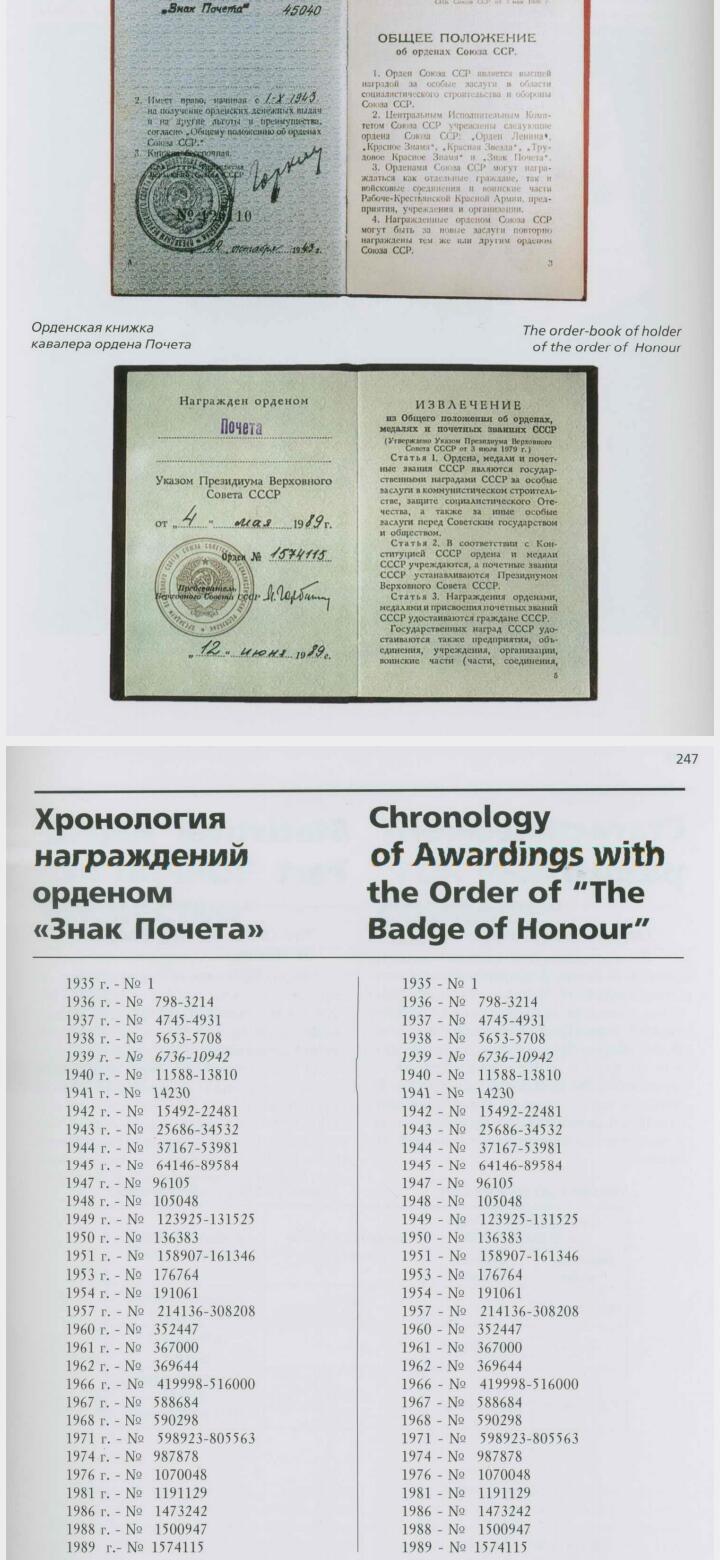 „Знак Почета" 45040
2. Имеет право, начиная с 1-X 1943
на получение орденских денежных выдач
и на другие льготы и преимущества,
согласно „Общему положению об орденах
Союза ССР."
3. Книжка бессрочная.
№ 10
22 октября 1943 г.
ОБЩЕЕ ПОЛОЖЕНИЕ
об орденах Союза ССР.
1. Орден Союза ССР является высшей
наградой за особые заслуги в области
социалистического строительства и обороны
Союза ССР.
2. Центральным Исполнительным Коми-
тетом Союза ССР учреждены следующие
ордена Союза ССР: „Орден Ленина",
„Красное Знамя", „Красная Звезда", „Тру-
довое Красное Знамя" и „Знак Почета".
3. Орденами Союза ССР могут награ-
ждаться как отдельные граждане, так и
войсковые соединения и воинские части
Рабоче-Крестьянской Красной Армии, пред-
приятия, учреждения и организации.
4. Награжденные орденом Союза ССР
могут быть за новые заслуги повторно
награждены тем же или другим орденом
Союза ССР.
3
Орденская книжка
кавалера ордена Почета
The order-book of holder
of the order of Honour
Награжден орденом
Почета
Указом Президиума Верховного
Совета СССР
от „ 4 " мая 1989 г.
Орден № 1574115
Председатель
Верховного Совета СССР
„12" июня 1989 г.
ИЗВЛЕЧЕНИЕ
из Общего положения об орденах,
медалях и почетных званиях СССР
(Утверждено Указом Президиума Верховного
Совета СССР от 3 июля 1979 г.)
Статья 1. Ордена, медали и почет-
ные звания СССР являются государ-
ственными наградами СССР за особые
заслуги в коммунистическом строитель-
стве, защите социалистического Оте-
чества, а также за иные особые
заслуги перед Советским государством
и обществом.
Статья 2. В соответствии с Кон-
ституцией СССР ордена и медали
СССР учреждаются, а почетные звания
СССР устанавливаются Президиумом
Верховного Совета СССР.
Статья 3. Награждения орденами,
медалями и присвоения почетных званий
СССР удостаиваются граждане СССР.
Государственных наград СССР удо-
стаиваются также предприятия, объ-
единения, учреждения, организации,
воинские части (части, соединения,
5
247
Хронология
награждений
орденом
«Знак Почета»
Chronology
of Awardings with
the Order of “The
Badge of Honour”
1935 г. - № 1
1936 г. - № 798-3214
1937 г. - № 4745-4931
1938 г. - № 5653-5708
1939 г. - № 6736-10942
1940 г. - № 11588-13810
1941 г. - № 14230
1942 г. - № 15492-22481
1943 г. - № 25686-34532
1944 г. - № 37167-53981
1945 г. - № 64146-89584
1947 г. - № 96105
1948 г. - № 105048
1949 г. - № 123925-131525
1950 г. - № 136383
1951 г. - № 158907-161346
1953 г. - № 176764
1954 г. - № 191061
1957 г. - № 214136-308208
1960 г. - № 352447
1961 г. - № 367000
1962 г. - № 369644
1966 г. - № 419998-516000
1967 г. - № 588684
1968 г. - № 590298
1971 г. - № 598923-805563
1974 г. - № 987878
1976 г. - № 1070048
1981 г. - № 1191129
1986 г. - № 1473242
1988 г. - № 1500947
1989 г.- № 1574115
1935 - № 1
1936 - № 798-3214
1937 - № 4745-4931
1938 - № 5653-5708
1939 - № 6736-10942
1940 - № 11588-13810
1941 - № 14230
1942 - № 15492-22481
1943 - № 25686-34532
1944 - № 37167-53981
1945 - № 64146-89584
1947 - № 96105
1948 - № 105048
1949 - № 123925-131525
1950 - № 136383
1951 - № 158907-161346
1953 - № 176764
1954 - № 191061
1957 - № 214136-308208
1960 - № 352447
1961 - № 367000
1962 - № 369644
1966 - № 419998-516000
1967 - № 588684
1968 - № 590298
1971 - № 598923-805563
1974 - № 987878
1976 - № 1070048
1981 - № 1191129
1986 - № 1473242
1988 - № 1500947
1989 - № 1574115